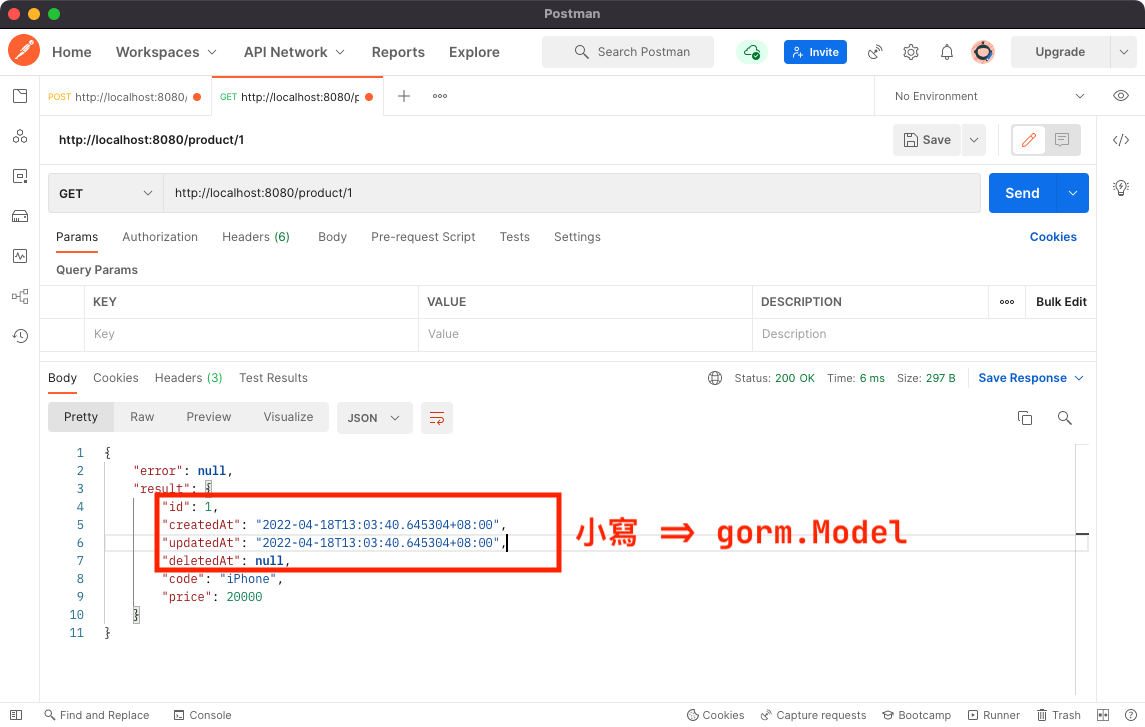 Postman
Home Workspaces API Network Reports Explore Search Postman Invite Upgrade
POST http://localhost:8080/ GET http://localhost:8080/p No Environment
http://localhost:8080/product/1 Save
GET http://localhost:8080/product/1 Send
Params Authorization Headers (6) Body Pre-request Script Tests Settings Cookies
Query Params
KEY VALUE DESCRIPTION Bulk Edit
Key Value Description
Body Cookies Headers (3) Test Results Status: 200 OK Time: 6 ms Size: 297 B Save Response
Pretty Raw Preview Visualize JSON
1 {
2 "error": null,
3 "result": {
4 "id": 1,
5 "createdAt": "2022-04-18T13:03:40.645304+08:00",
6 "updatedAt": "2022-04-18T13:03:40.645304+08:00",
7 "deletedAt": null,
8 "code": "iPhone",
9 "price": 20000
10 }
11 }
小寫 => gorm.Model
Find and Replace Console Cookies Capture requests Bootcamp Runner Trash